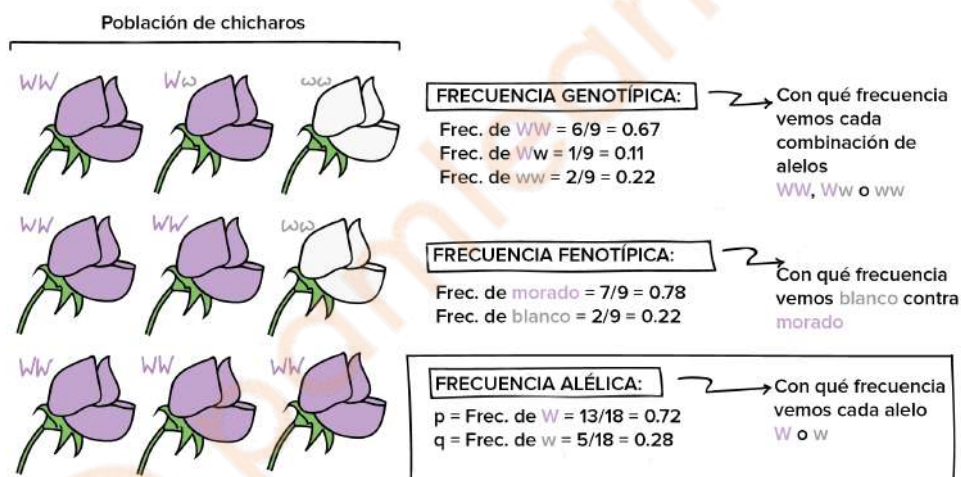 Población de chicharos
WW
Ww
ww
WW
WW
ww
WW
WW
WW
FRECUENCIA GENOTÍPICA:
Frec. de WW = 6/9 = 0.67
Frec. de Ww = 1/9 = 0.11
Frec. de ww = 2/9 = 0.22
Con qué frecuencia
vemos cada
combinación de
alelos
WW, Ww o ww
FRECUENCIA FENOTÍPICA:
Frec. de morado = 7/9 = 0.78
Frec. de blanco = 2/9 = 0.22
Con qué frecuencia
vemos blanco contra
morado
FRECUENCIA ALÉLICA:
p = Frec. de W = 13/18 = 0.72
q = Frec. de w = 5/18 = 0.28
Con qué frecuencia
vemos cada alelo
W o w